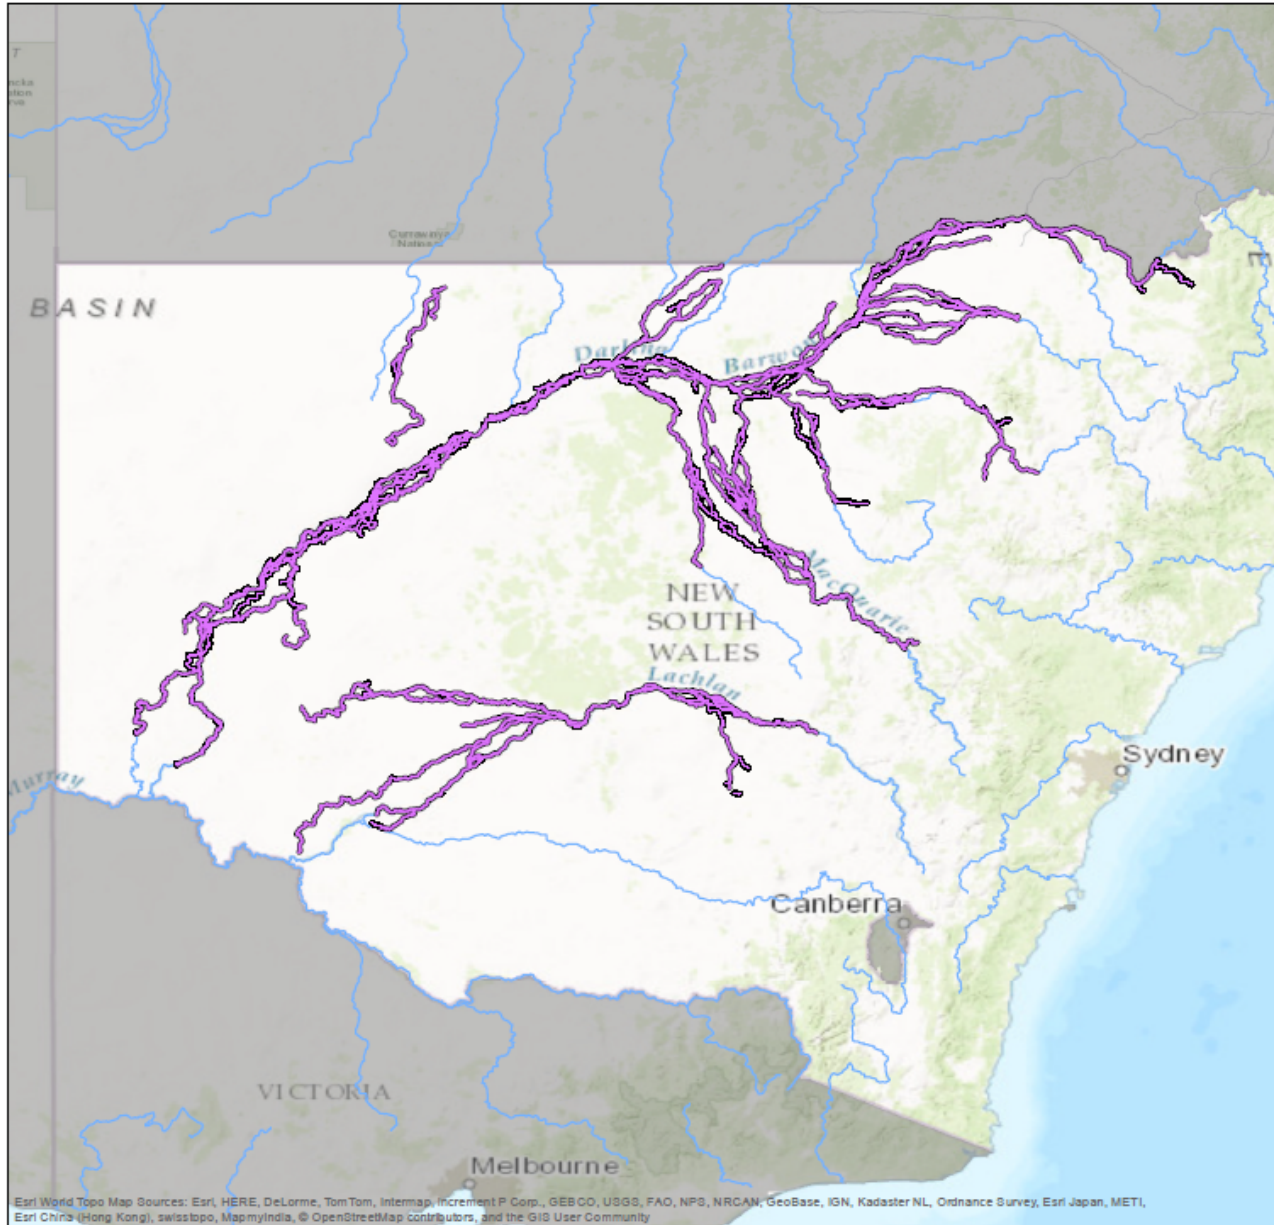 Currawinya
National
BASIN
Darling
Barwon
MacQuarie
NEW
SOUTH
WALES
Lachlan
Sydney
Murray
Canberra
VICTORIA
Melbourne
Esri World Topo Map Sources: Esri, HERE, DeLorme, TomTom, Intermap, increment P Corp., GEBCO, USGS, FAO, NPS, NRCAN, GeoBase, IGN, Kadaster NL, Ordnance Survey, Esri Japan, METI,
Esri China (Hong Kong), swisstopo, MapmyIndia, © OpenStreetMap contributors, and the GIS User Community